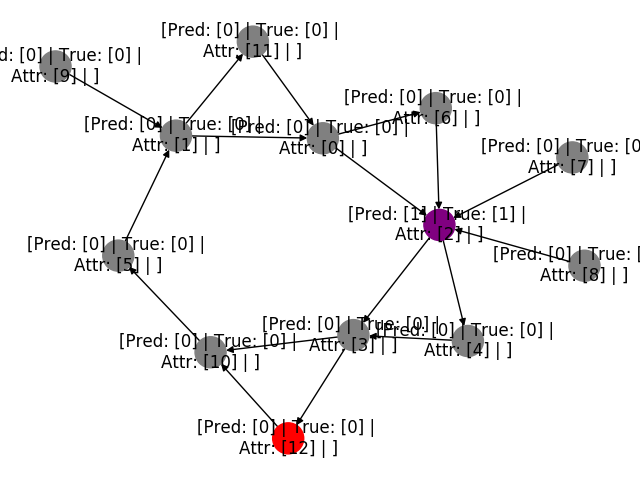 [Pred: [0] | True: [0] |
Attr: [11] | ]
d: [0] | True: [0] |
Attr: [9] | ]
[Pred: [0] | True: [0] |
Attr: [6] | ]
[Pred: [0] | True: [0] |
Attr: [1] | ]
[Pred: [0] | True: [0] |
Attr: [0] | ]
[Pred: [0] | True: [0
Attr: [7] | ]
[Pred: [1] | True: [1] |
Attr: [2] | ]
[Pred: [0] | True: [0] |
Attr: [5] | ]
[Pred: [0] | True: [
Attr: [8] | ]
[Pred: [0] | True: [0] |
Attr: [3] | ]
[Pred: [0] | True: [0] |
Attr: [4] | ]
[Pred: [0] | True: [0] |
Attr: [10] | ]
[Pred: [0] | True: [0] |
Attr: [12] | ]